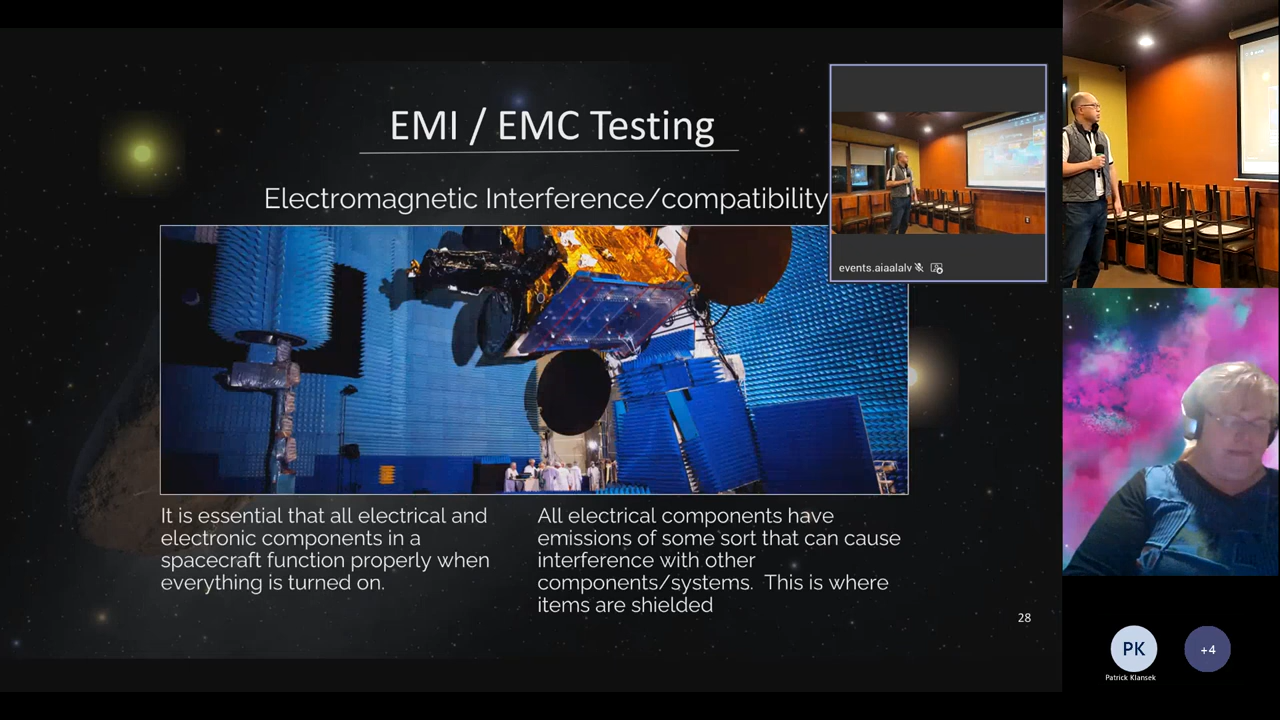 EMI / EMC Testing
Electromagnetic Interference/compatibility
events.aiaalalv
It is essential that all electrical and
electronic components in a
spacecraft function properly when
everything is turned on.
All electrical components have
emissions of some sort that can cause
interference with other
components/systems.  This is where
items are shielded
28
PK
Patrick Klansek
+4